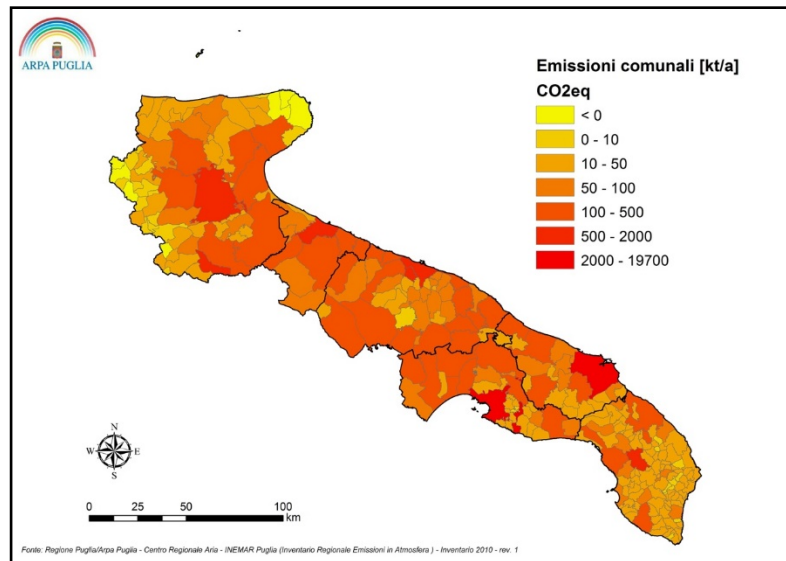 ARPA PUGLIA
Emissioni comunali [kt/a]
CO2eq
< 0
0 - 10
10 - 50
50 - 100
100 - 500
500 - 2000
2000 - 19700
N
W E
S
0 25 50 100
km
Fonte: Regione Puglia/Arpa Puglia - Centro Regionale Aria - INEMAR Puglia (Inventario Regionale Emissioni in Atmosfera ) - Inventario 2010 - rev. 1